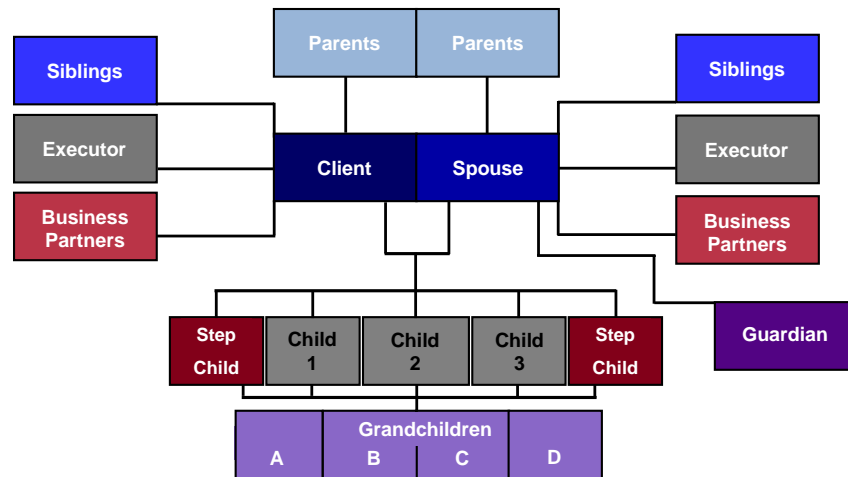 Parents
Parents
Siblings
Siblings
Executor
Client
Spouse
Executor
Business
Partners
Business
Partners
Step
Child
Child
1
Child
2
Child
3
Step
Child
Guardian
Grandchildren
A
B
C
D